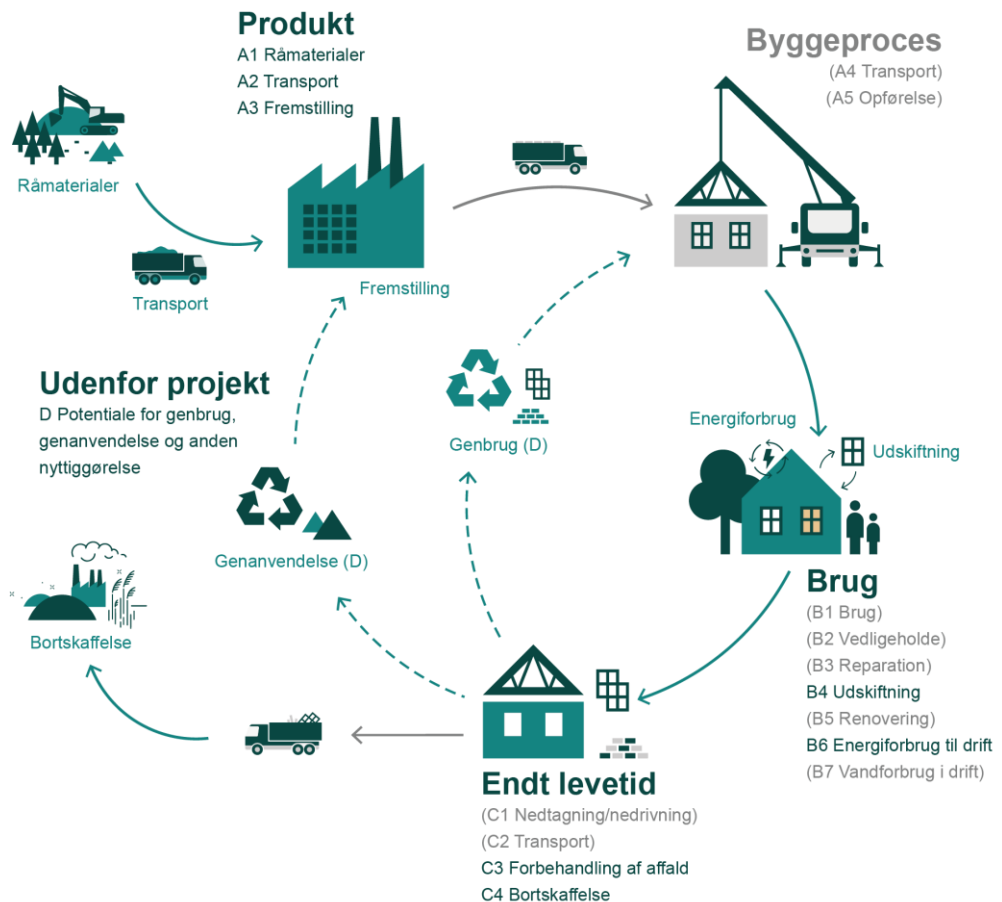 Produkt
A1 Råmaterialer
A2 Transport
A3 Fremstilling
Byggeproces
(A4 Transport)
(A5 Opførelse)
Råmaterialer
Transport
Fremstilling
Udenfor projekt
D Potentiale for genbrug,
genanvendelse og anden
nyttiggørelse
Genbrug (D)
Energiforbrug
Udskiftning
Genanvendelse (D)
Bortskaffelse
Brug
(B1 Brug)
(B2 Vedligeholde)
(B3 Reparation)
B4 Udskiftning
(B5 Renovering)
B6 Energiforbrug til drift
(B7 Vandforbrug i drift)
Endt levetid
(C1 Nedtagning/nedrivning)
(C2 Transport)
C3 Forbehandling af affald
C4 Bortskaffelse